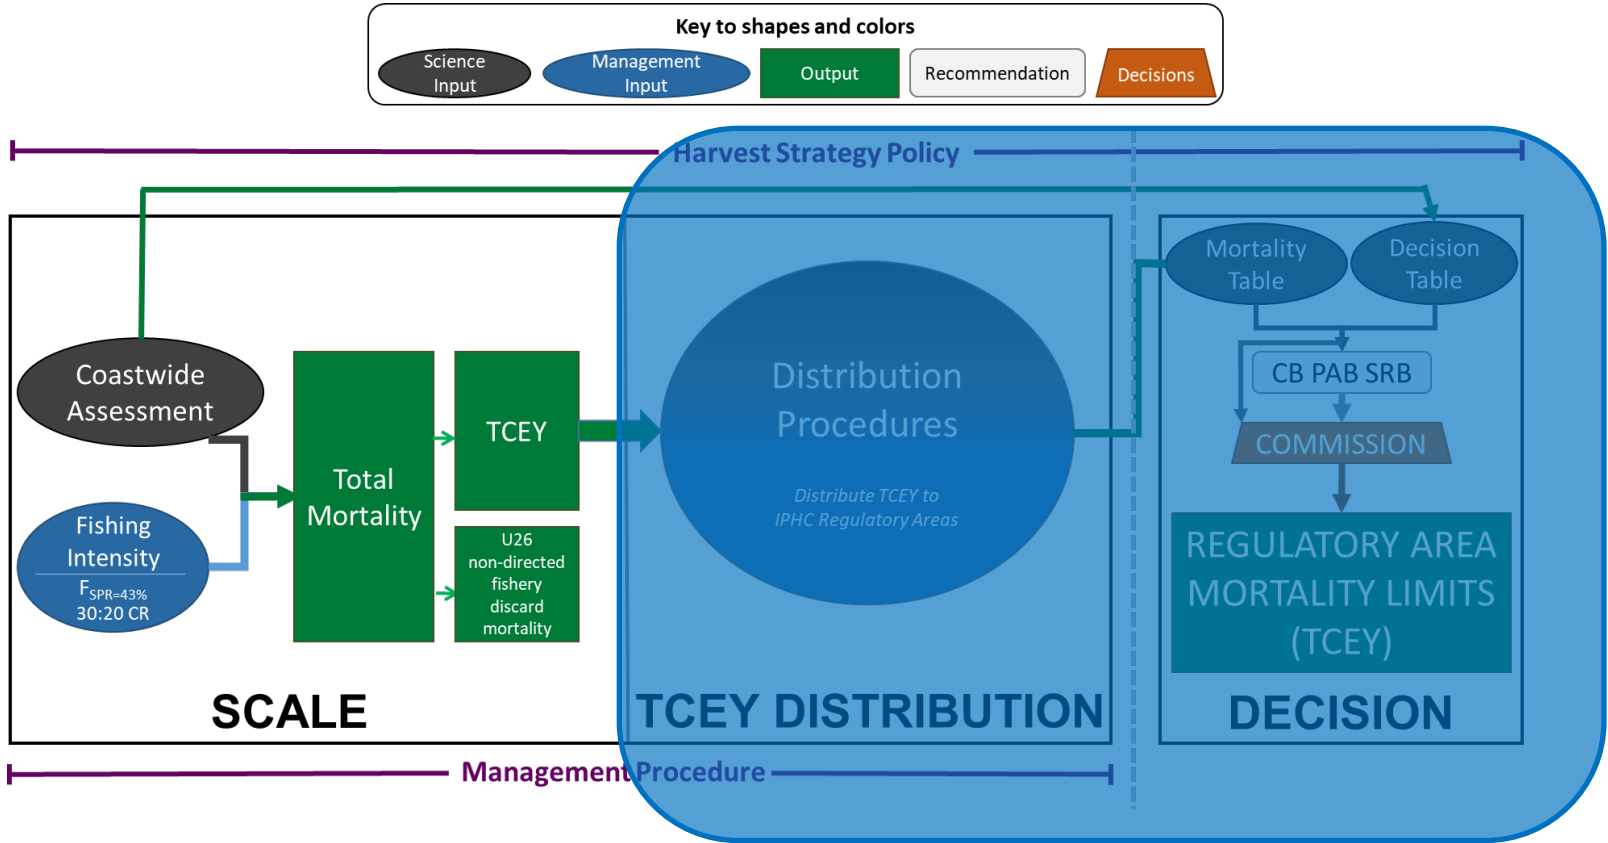 Key to shapes and colors
Science
Input
Management
Input
Output
Recommendation
Decisions
Harvest Strategy Policy
Coastwide
Assessment
Fishing
Intensity
F_SPR=43%
30:20 CR
Total
Mortality
TCEY
U26
non-directed
fishery
discard
mortality
SCALE
Distribution
Procedures
Distribute TCEY to
IPHC Regulatory Areas
TCEY DISTRIBUTION
Mortality
Table
Decision
Table
CB PAB SRB
COMMISSION
REGULATORY AREA
MORTALITY LIMITS
(TCEY)
DECISION
Management Procedure